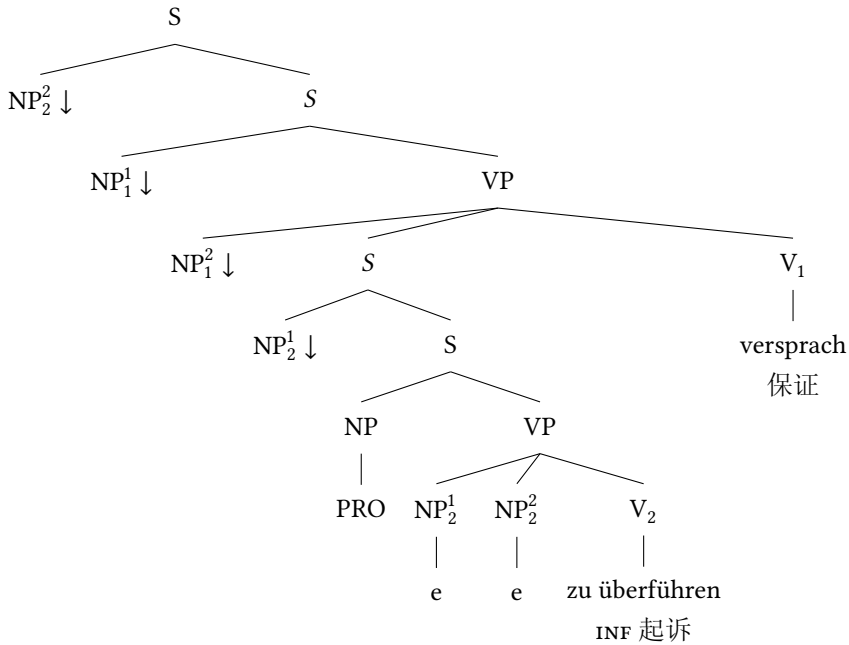 S
NP₂² ↓ S
NP₁¹ ↓ VP
NP₁² ↓ S V₁
NP₂¹ ↓ S versprach
保证
NP VP
PRO NP₂¹ NP₂² V₂
e e zu überführen
INF 起诉